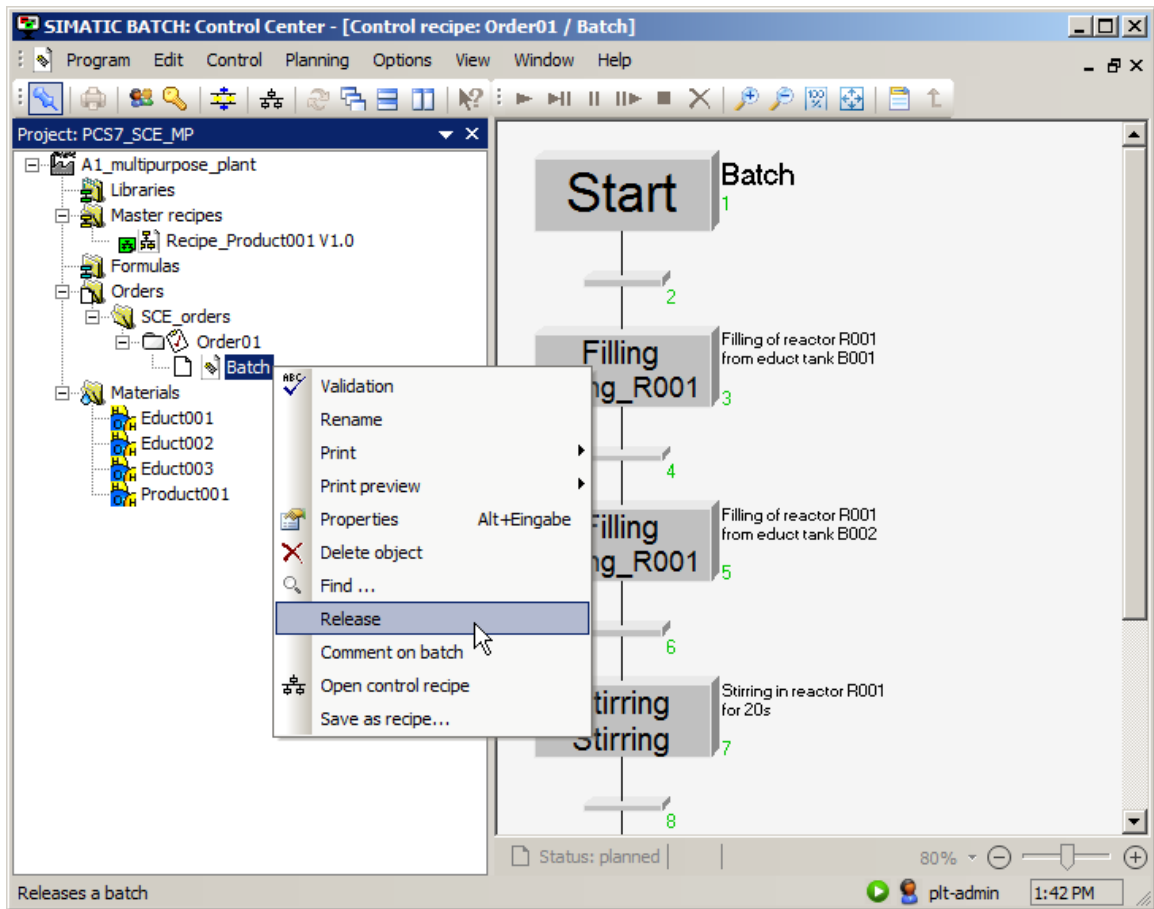 SIMATIC BATCH: Control Center - [Control recipe: Order01 / Batch]
Program Edit Control Planning Options View Window Help
Project: PCS7_SCE_MP
A1_multipurpose_plant
Libraries
Master recipes
Recipe_Product001 V1.0
Formulas
Orders
SCE_orders
Order01
Batch
Materials
Educt001
Educt002
Educt003
Product001
Validation
Rename
Print
Print preview
Properties Alt+Eingabe
Delete object
Find ...
Release
Comment on batch
Open control recipe
Save as recipe...
Start
Batch
1
2
Filling
ng_R001
Filling of reactor R001
from educt tank B001
3
4
Filling
ng_R001
Filling of reactor R001
from educt tank B002
5
6
tirring
Stirring
Stirring in reactor R001
for 20s
7
8
Status: planned
80%
Releases a batch
plt-admin
1:42 PM